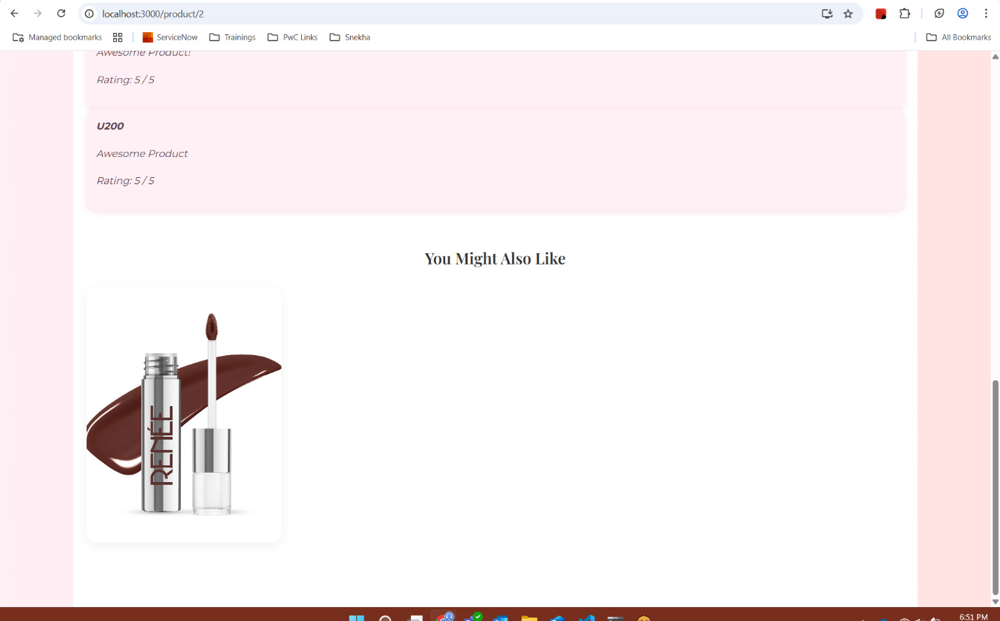 localhost:3000/product/2
Managed bookmarks
ServiceNow
Trainings
PwC Links
Snekha
All Bookmarks
Awesome Product!
Rating: 5 / 5
U200
Awesome Product
Rating: 5 / 5
You Might Also Like
RENÉE
6:51 PM